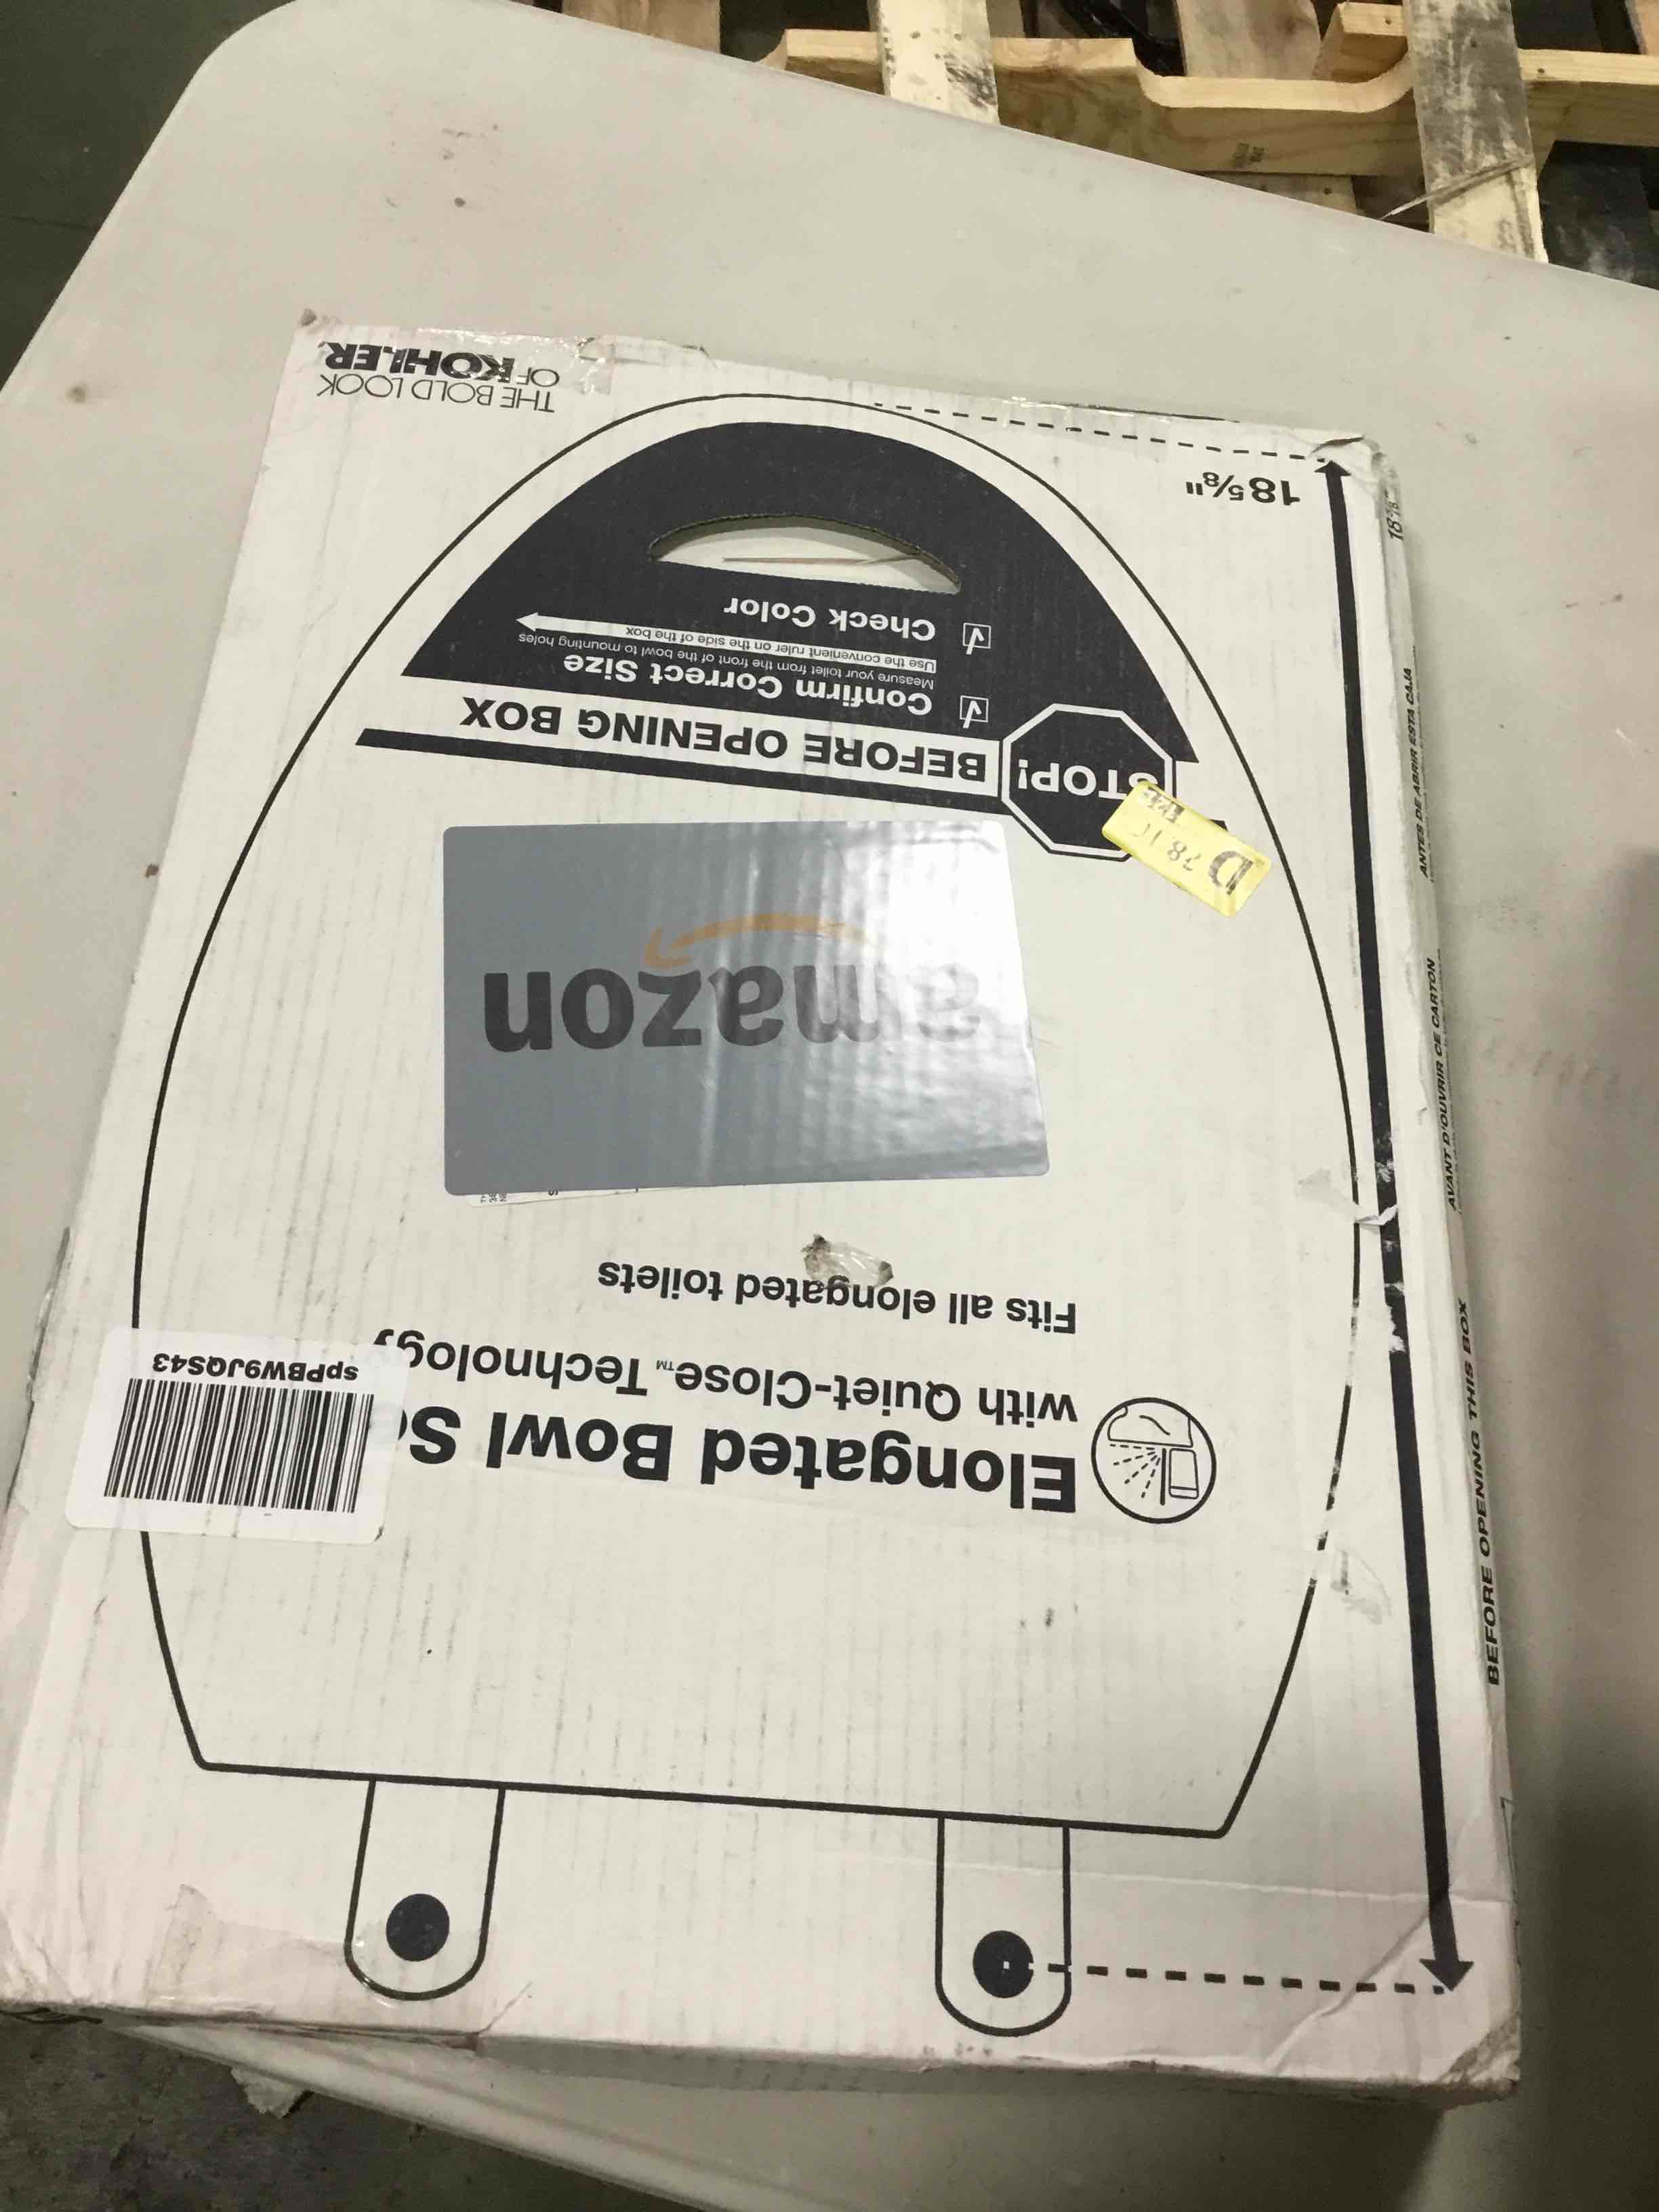 Elongated Bowl S
with Quiet-Close™ Technology
Fits all elongated toilets
spPBW9JQS43
amazon
STOP! BEFORE OPENING BOX
D 78
Confirm Correct Size
Measure your toilet from the front of the bowl to mounting holes
Use the convenient ruler on the side of the box
Check Color
18⅝"
THE BOLD LOOK
OF KOHLER
BEFORE OPENING THIS BOX
AVANT D'OUVRIR CE CARTON
ANTES DE ABRIR ESTA CAJA